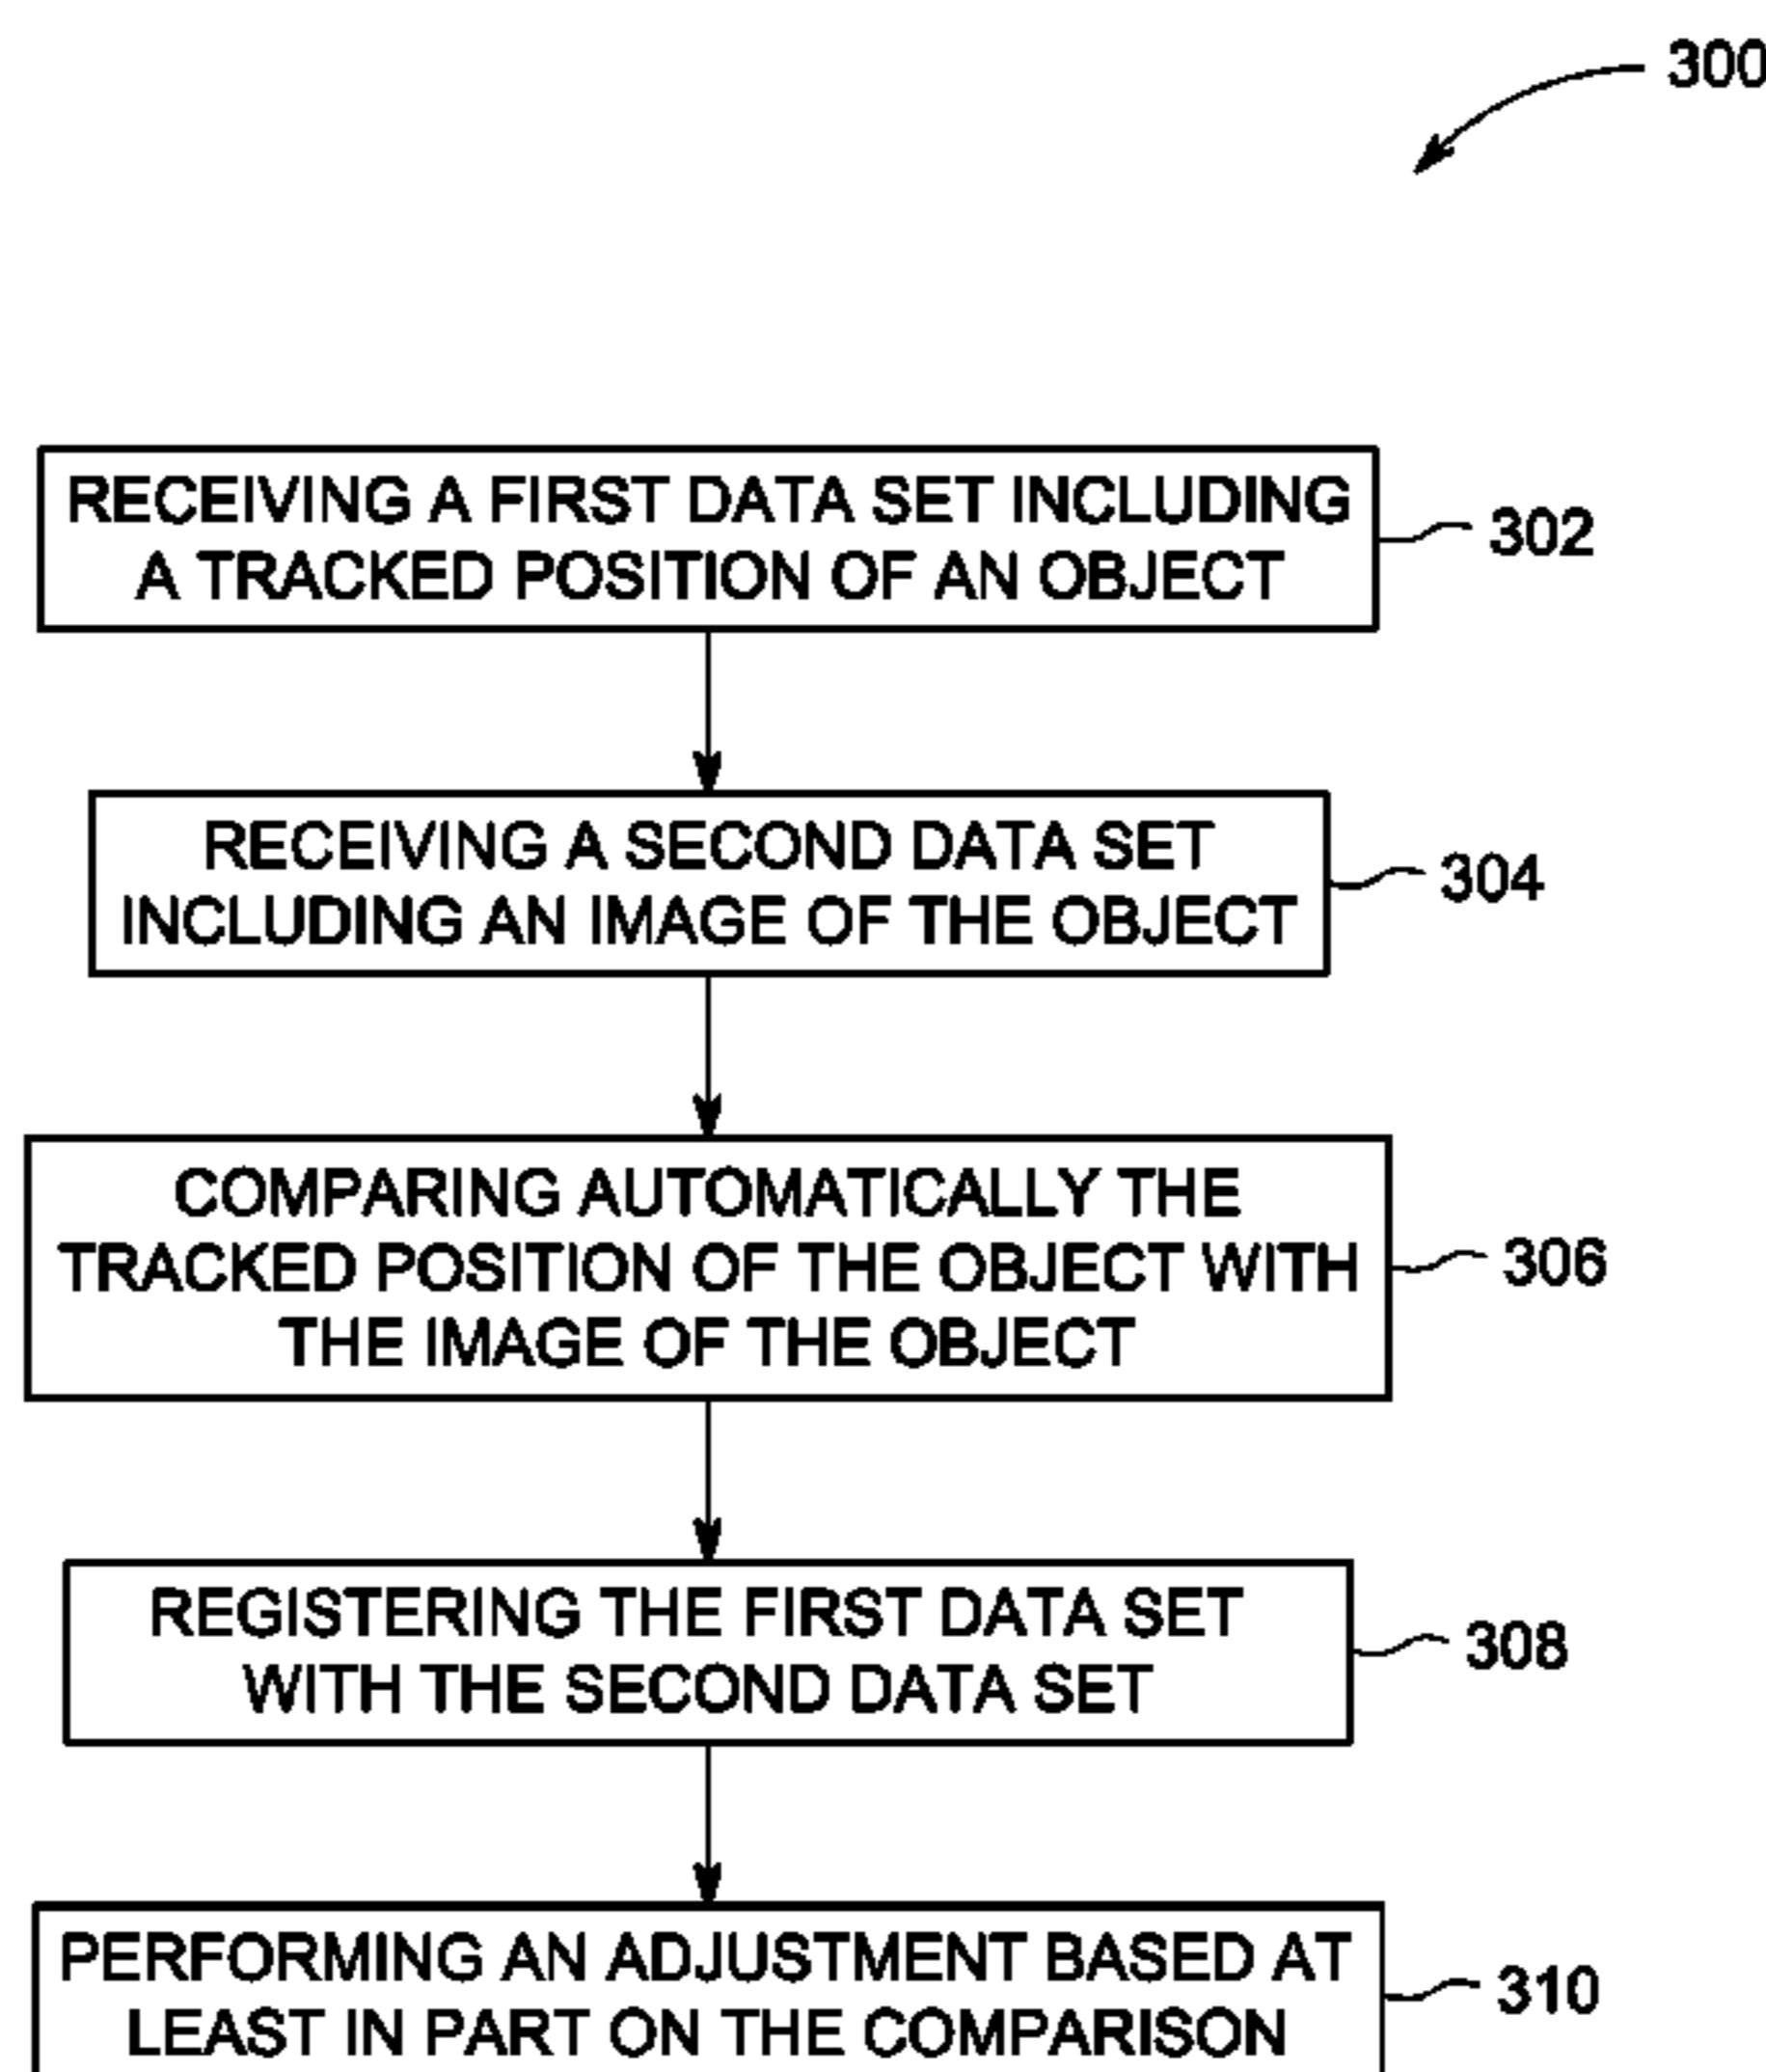 300
RECEIVING A FIRST DATA SET INCLUDING
A TRACKED POSITION OF AN OBJECT
302
RECEIVING A SECOND DATA SET
INCLUDING AN IMAGE OF THE OBJECT
304
COMPARING AUTOMATICALLY THE
TRACKED POSITION OF THE OBJECT WITH
THE IMAGE OF THE OBJECT
306
REGISTERING THE FIRST DATA SET
WITH THE SECOND DATA SET
308
PERFORMING AN ADJUSTMENT BASED AT
LEAST IN PART ON THE COMPARISON
310